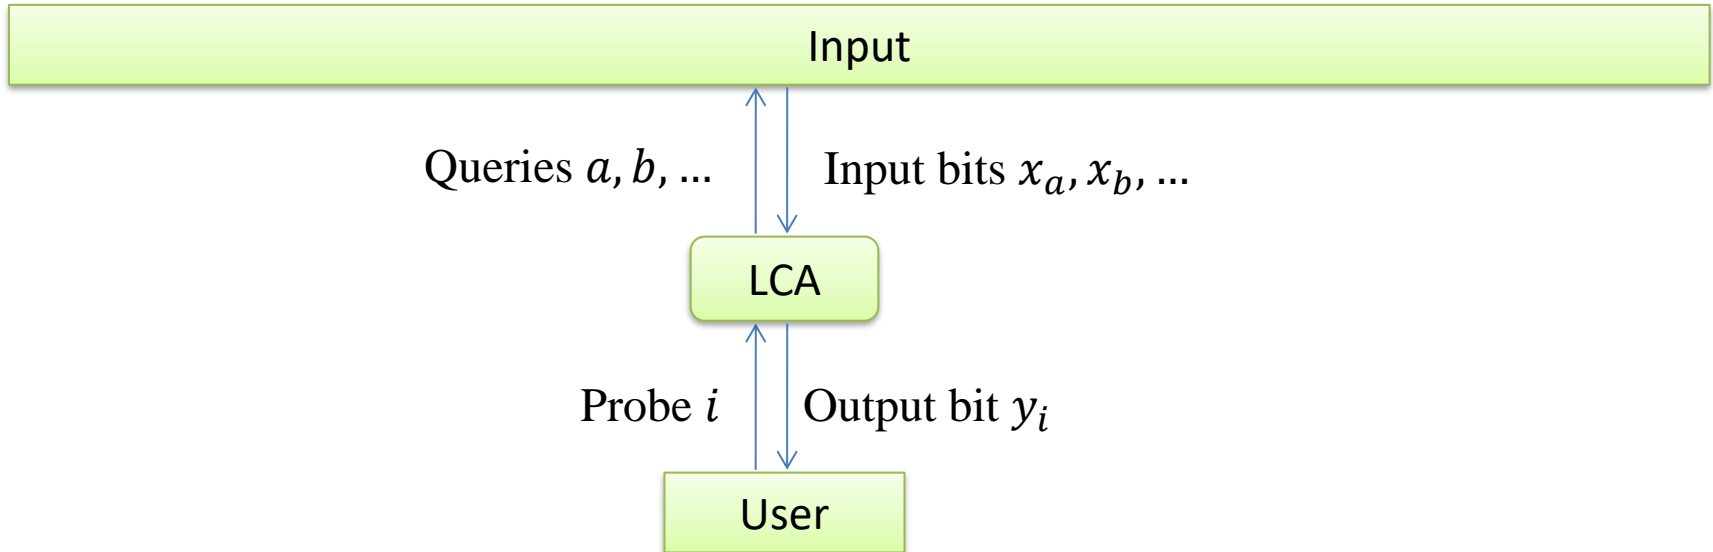 Input
Queries a, b, …
Input bits x_a, x_b, …
LCA
Probe i
Output bit y_i
User